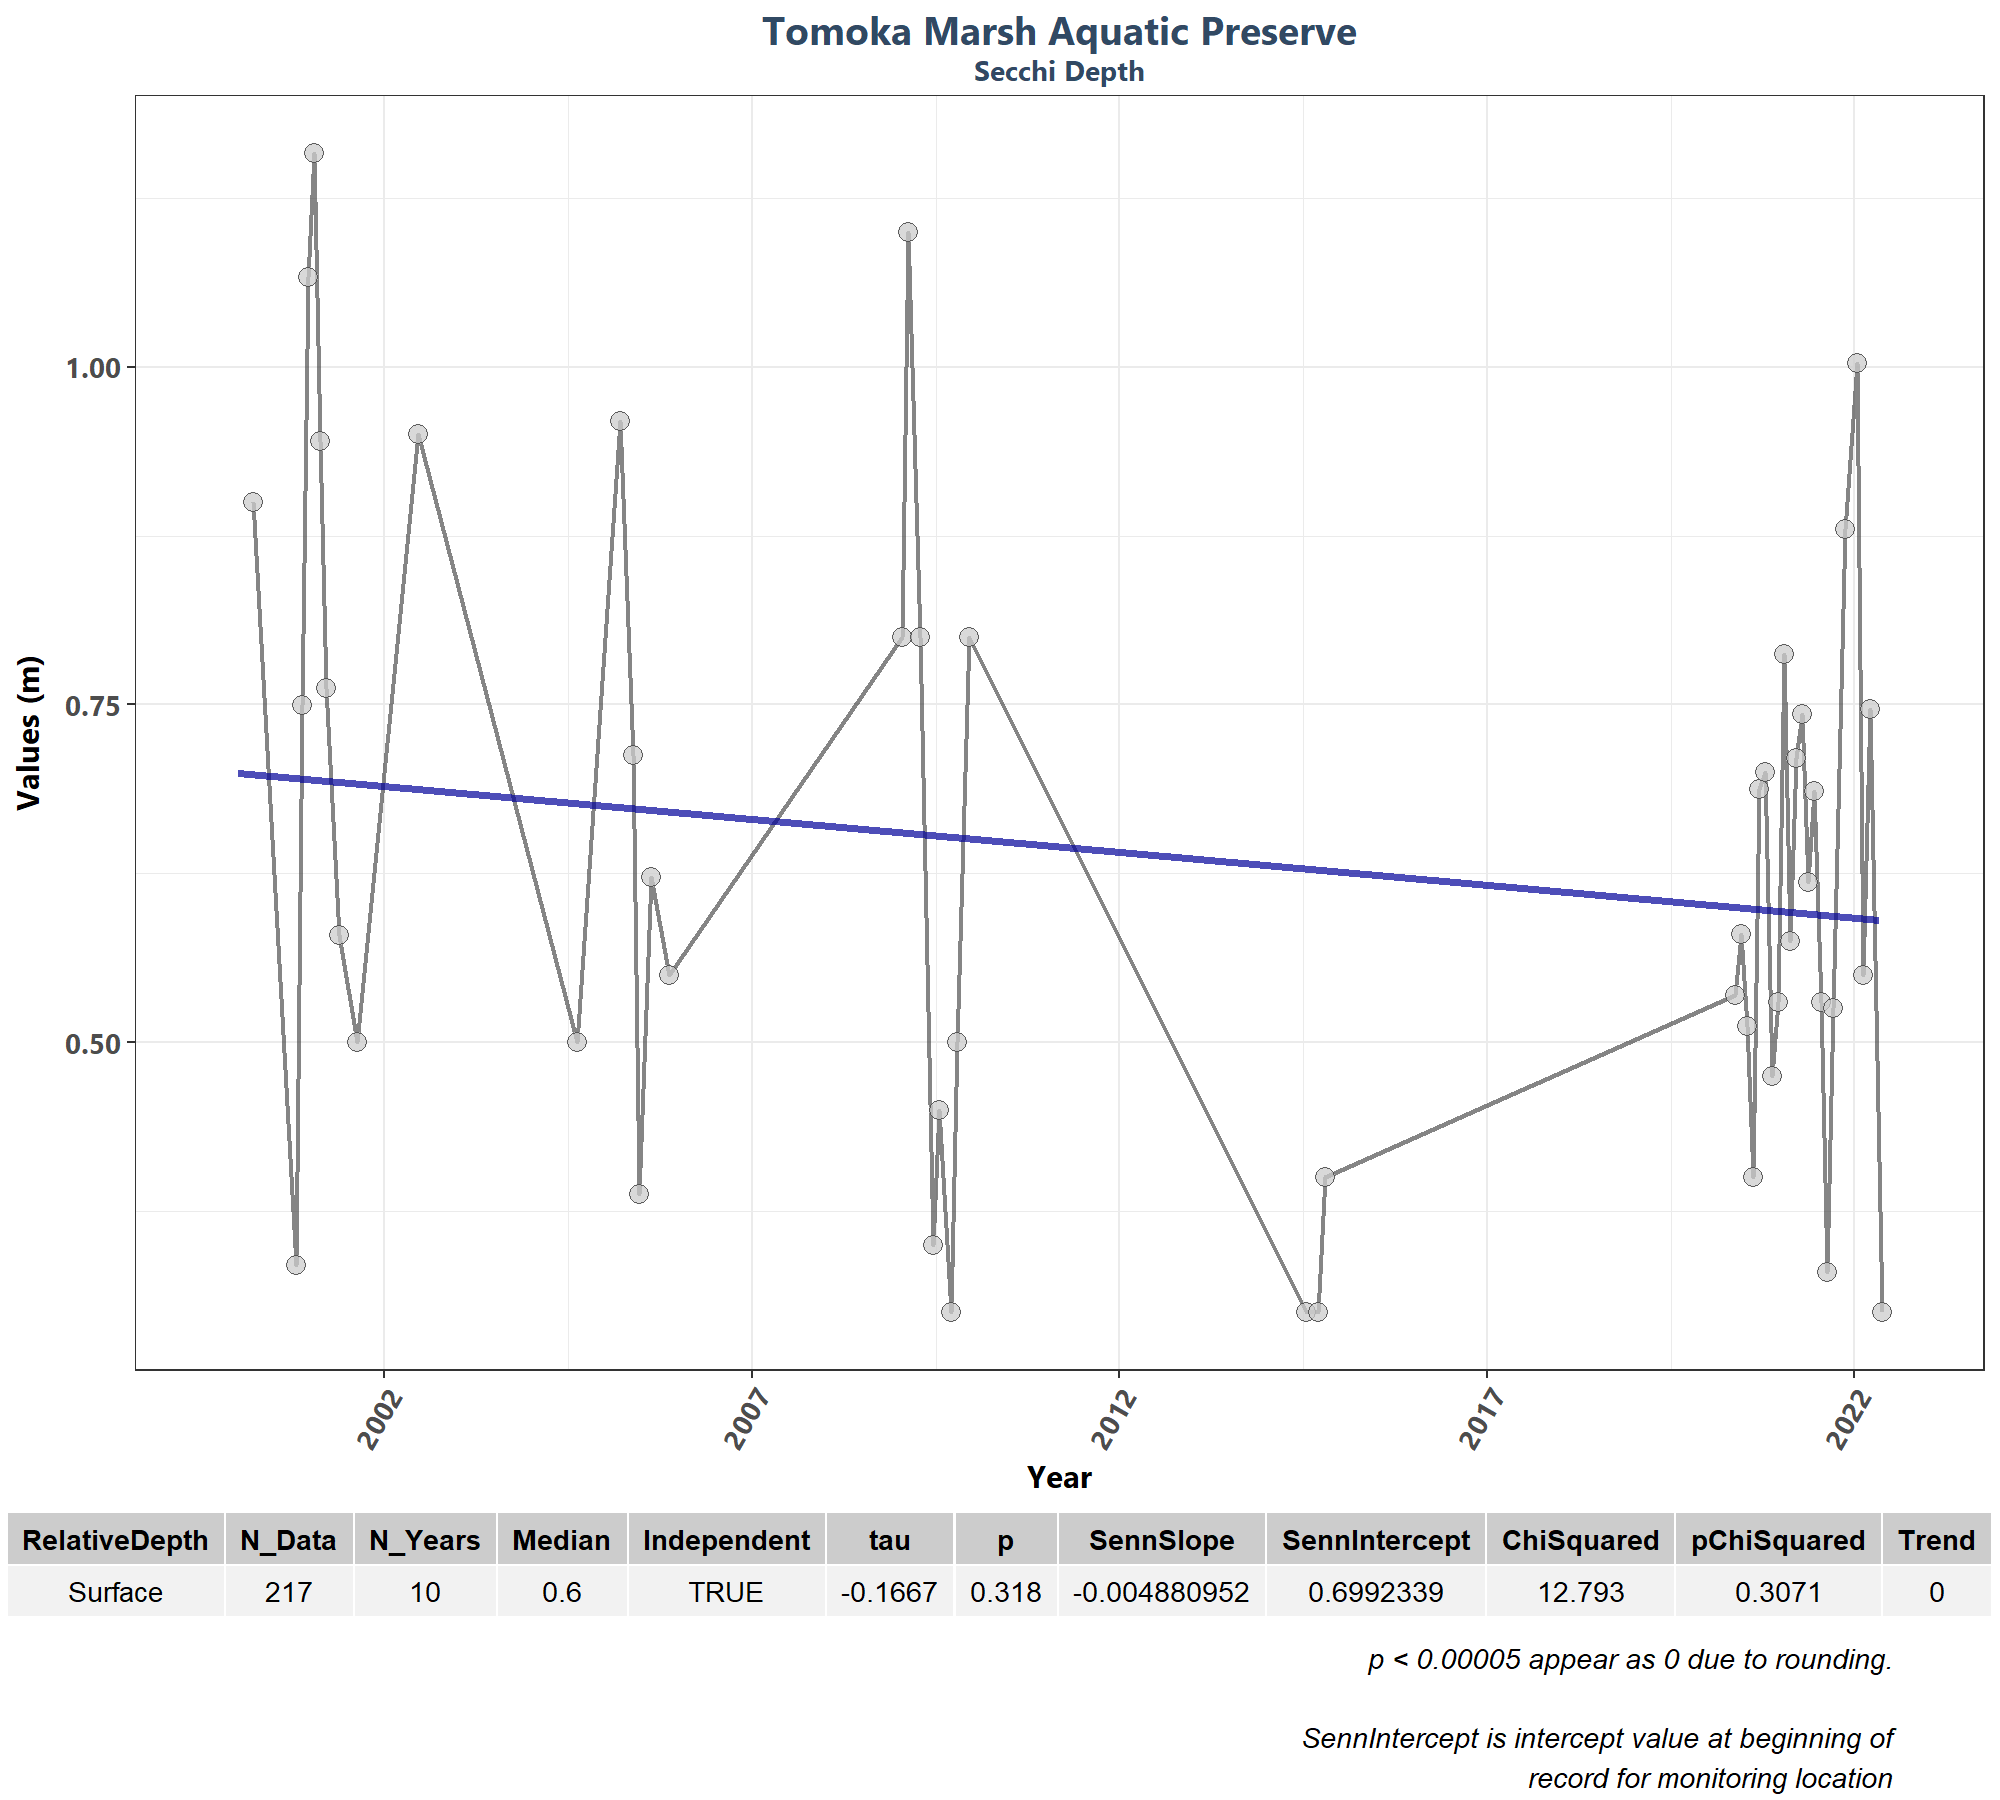 Tomoka Marsh Aquatic Preserve
Secchi Depth
Values (m)
1.00
0.75
0.50
2002 2007 2012 2017 2022
Year
RelativeDepth N_Data N_Years Median Independent tau p SennSlope SennIntercept ChiSquared pChiSquared Trend
Surface 217 10 0.6 TRUE -0.1667 0.318 -0.004880952 0.6992339 12.793 0.3071 0
p < 0.00005 appear as 0 due to rounding.
SennIntercept is intercept value at beginning of
record for monitoring location